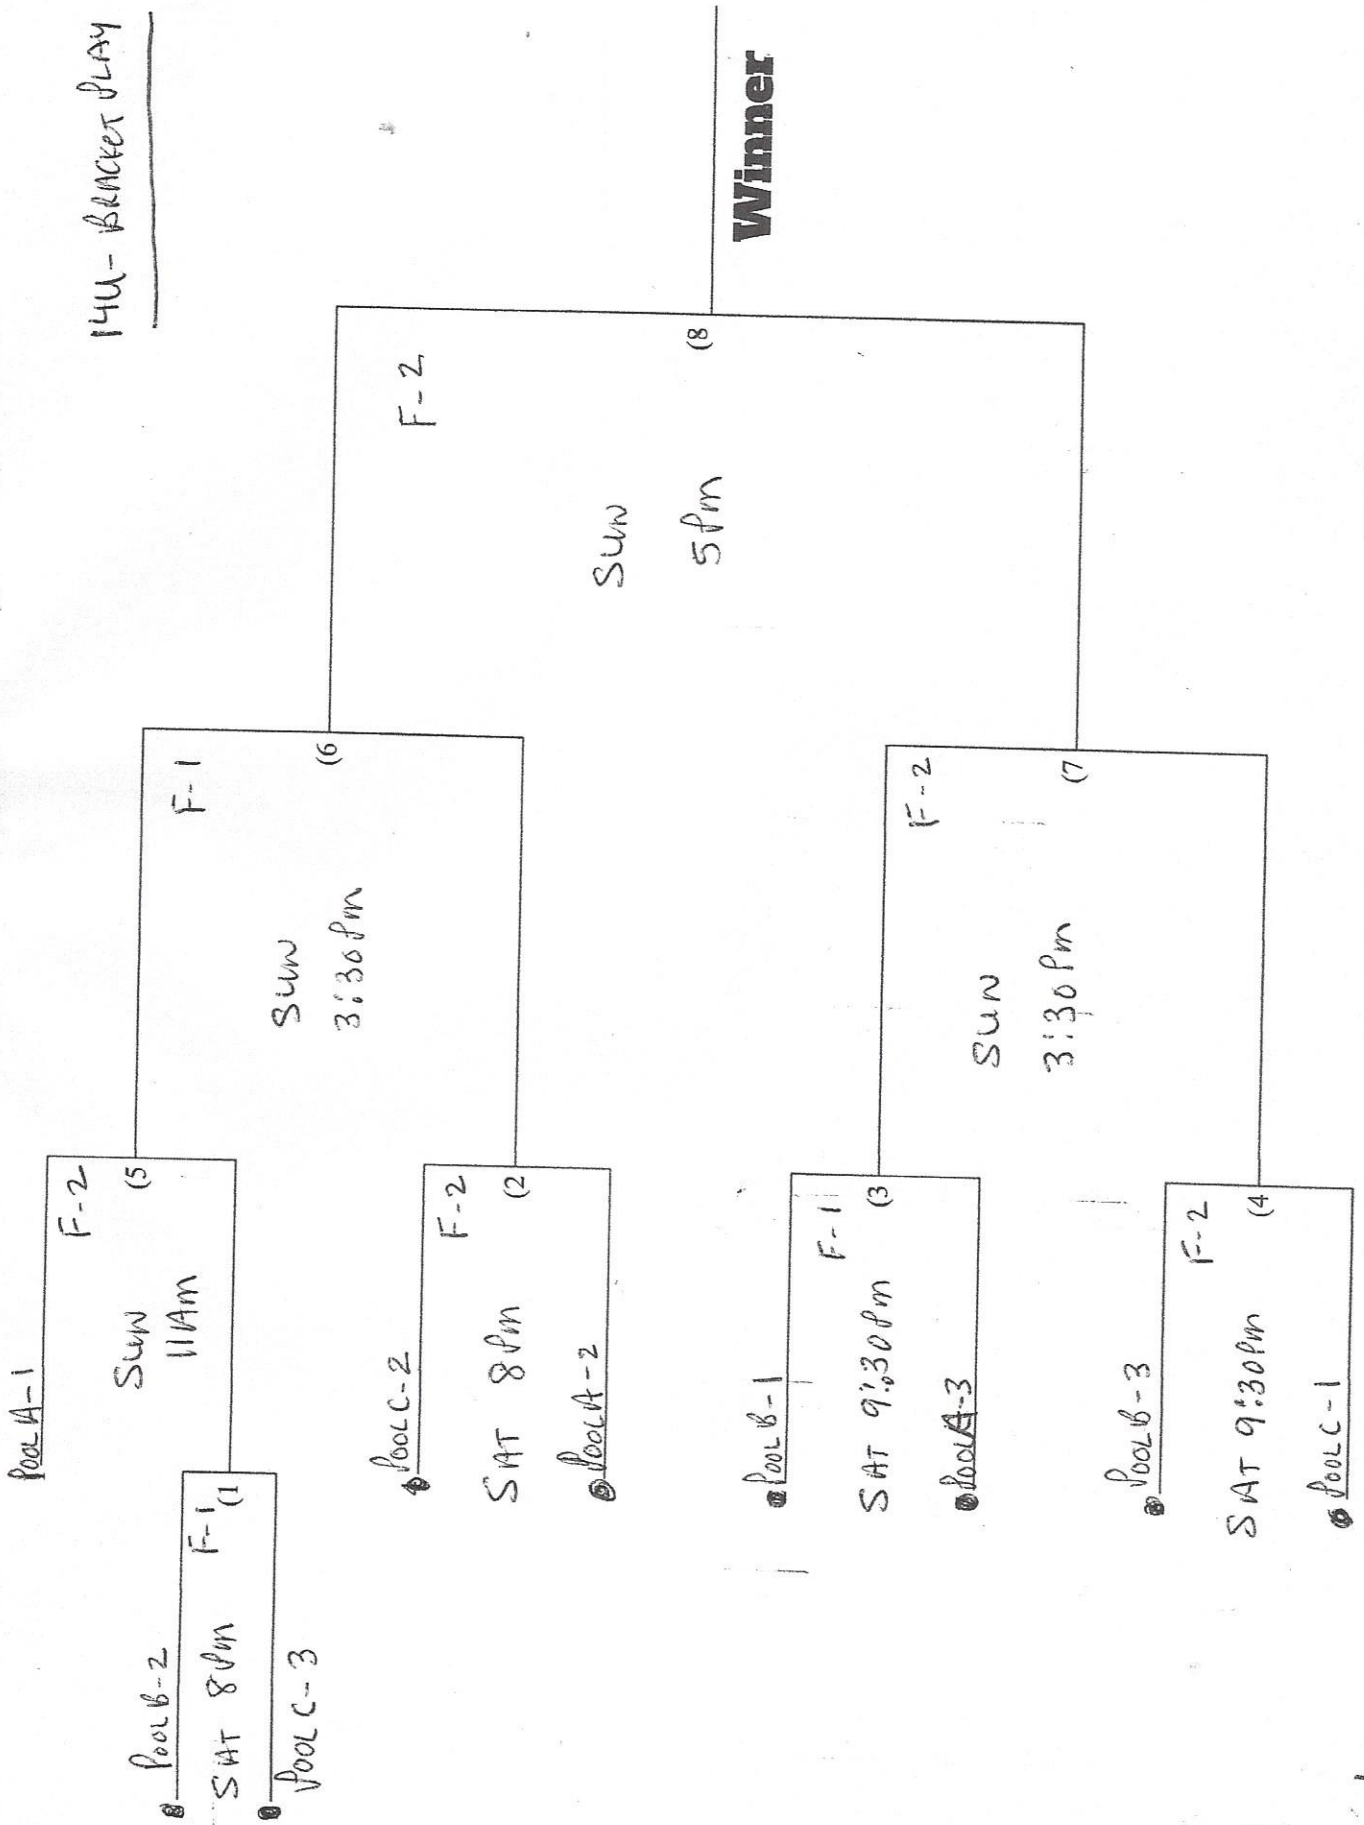 14U - BRACKET PLAY
POOL A-1
F-2
SUN
11AM
(5
POOL B-2
F-1
SAT 8PM
(1
POOL C-3
F-1
SUN
3:30PM
(6
POOL C-2
F-2
SAT 8PM
(2
POOL A-2
F-2
SUN
5PM
(8
Winner
POOL B-1
F-1
SAT 9:30PM
(3
POOL A-3
F-2
SUN
3:30PM
(7
POOL B-3
F-2
SAT 9:30PM
(4
POOL C-1